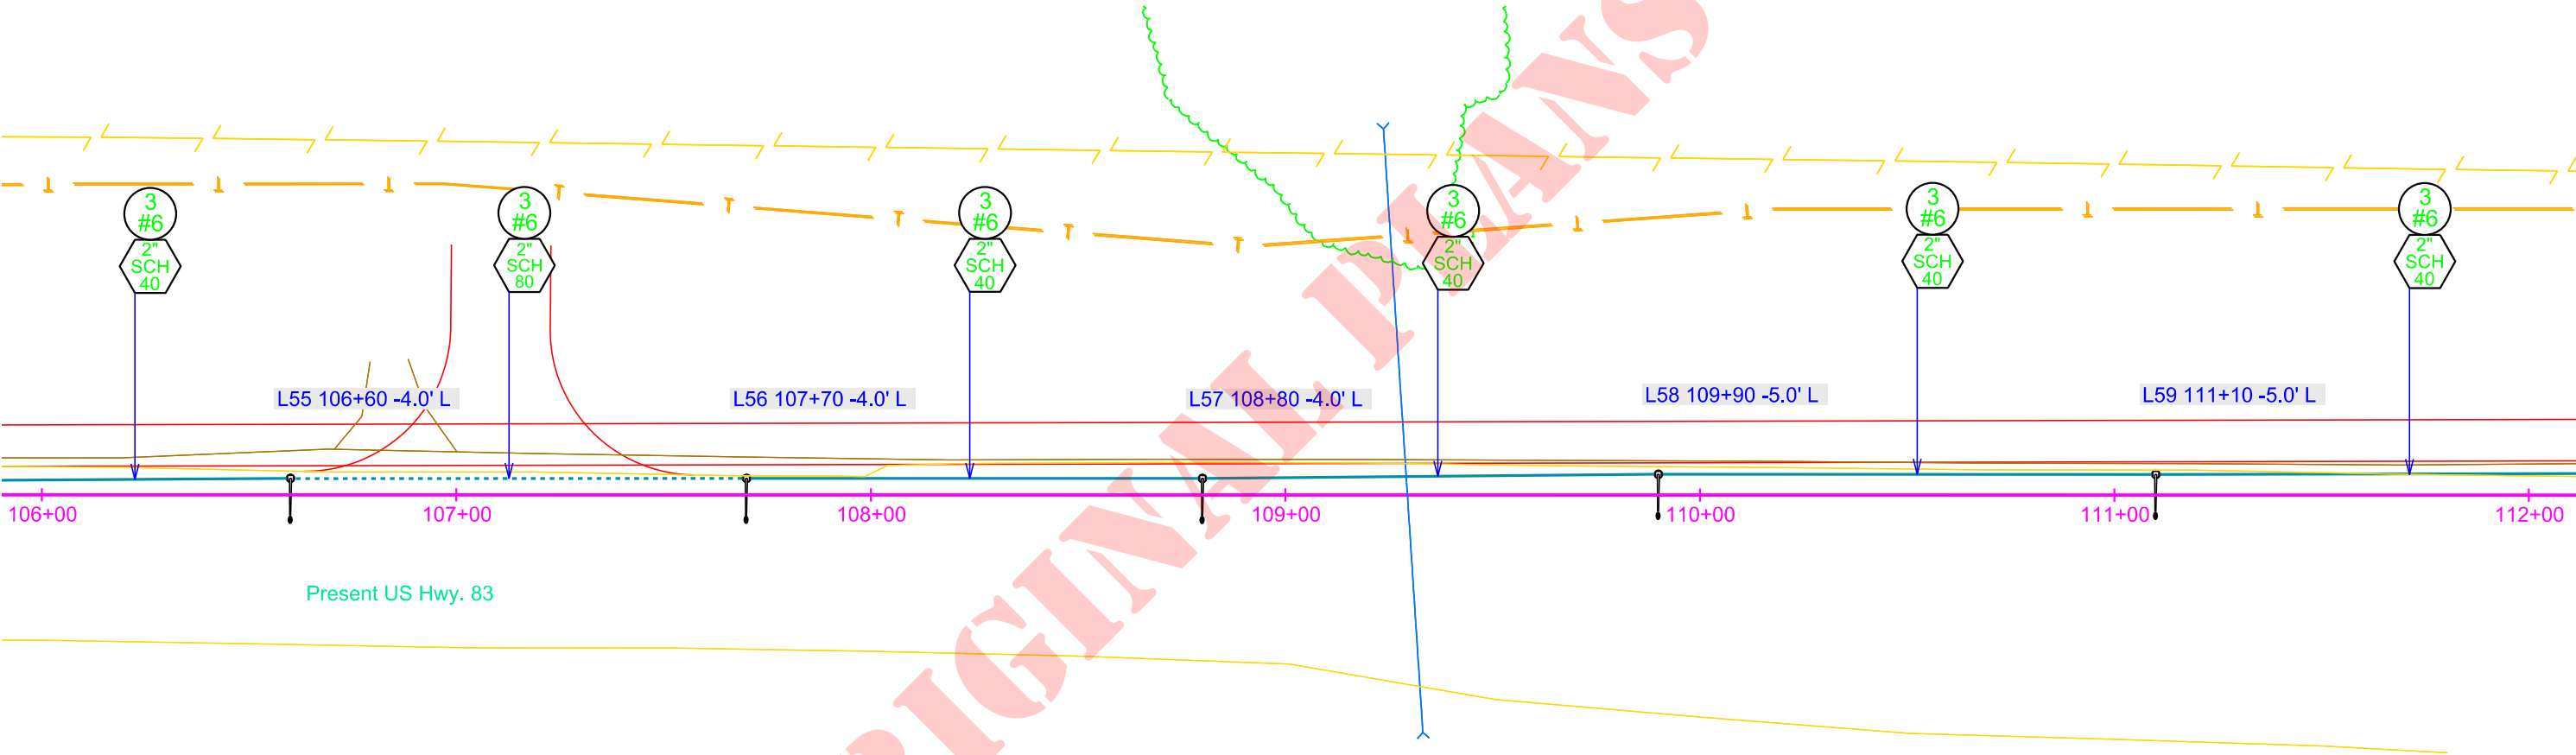 3
#6
2"
SCH
40
3
#6
2"
SCH
80
3
#6
2"
SCH
40
3
#6
2"
SCH
40
3
#6
2"
SCH
40
3
#6
2"
SCH
40
L55 106+60 -4.0' L
L56 107+70 -4.0' L
L57 108+80 -4.0' L
L58 109+90 -5.0' L
L59 111+10 -5.0' L
106+00
107+00
108+00
109+00
110+00
111+00
112+00
Present US Hwy. 83
RIGINAL PLANS